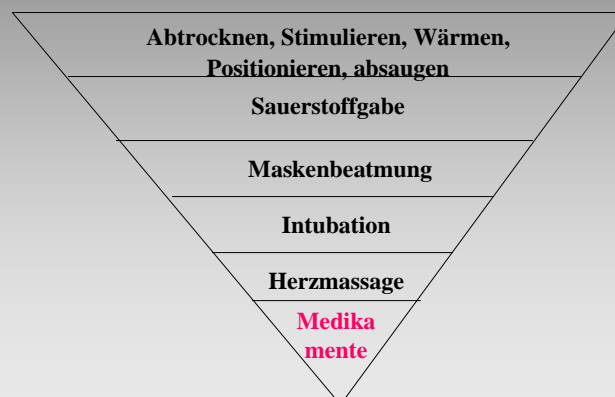 Abtrocknen, Stimulieren, Wärmen,
Positionieren, absaugen
Sauerstoffgabe
Maskenbeatmung
Intubation
Herzmassage
Medika
mente